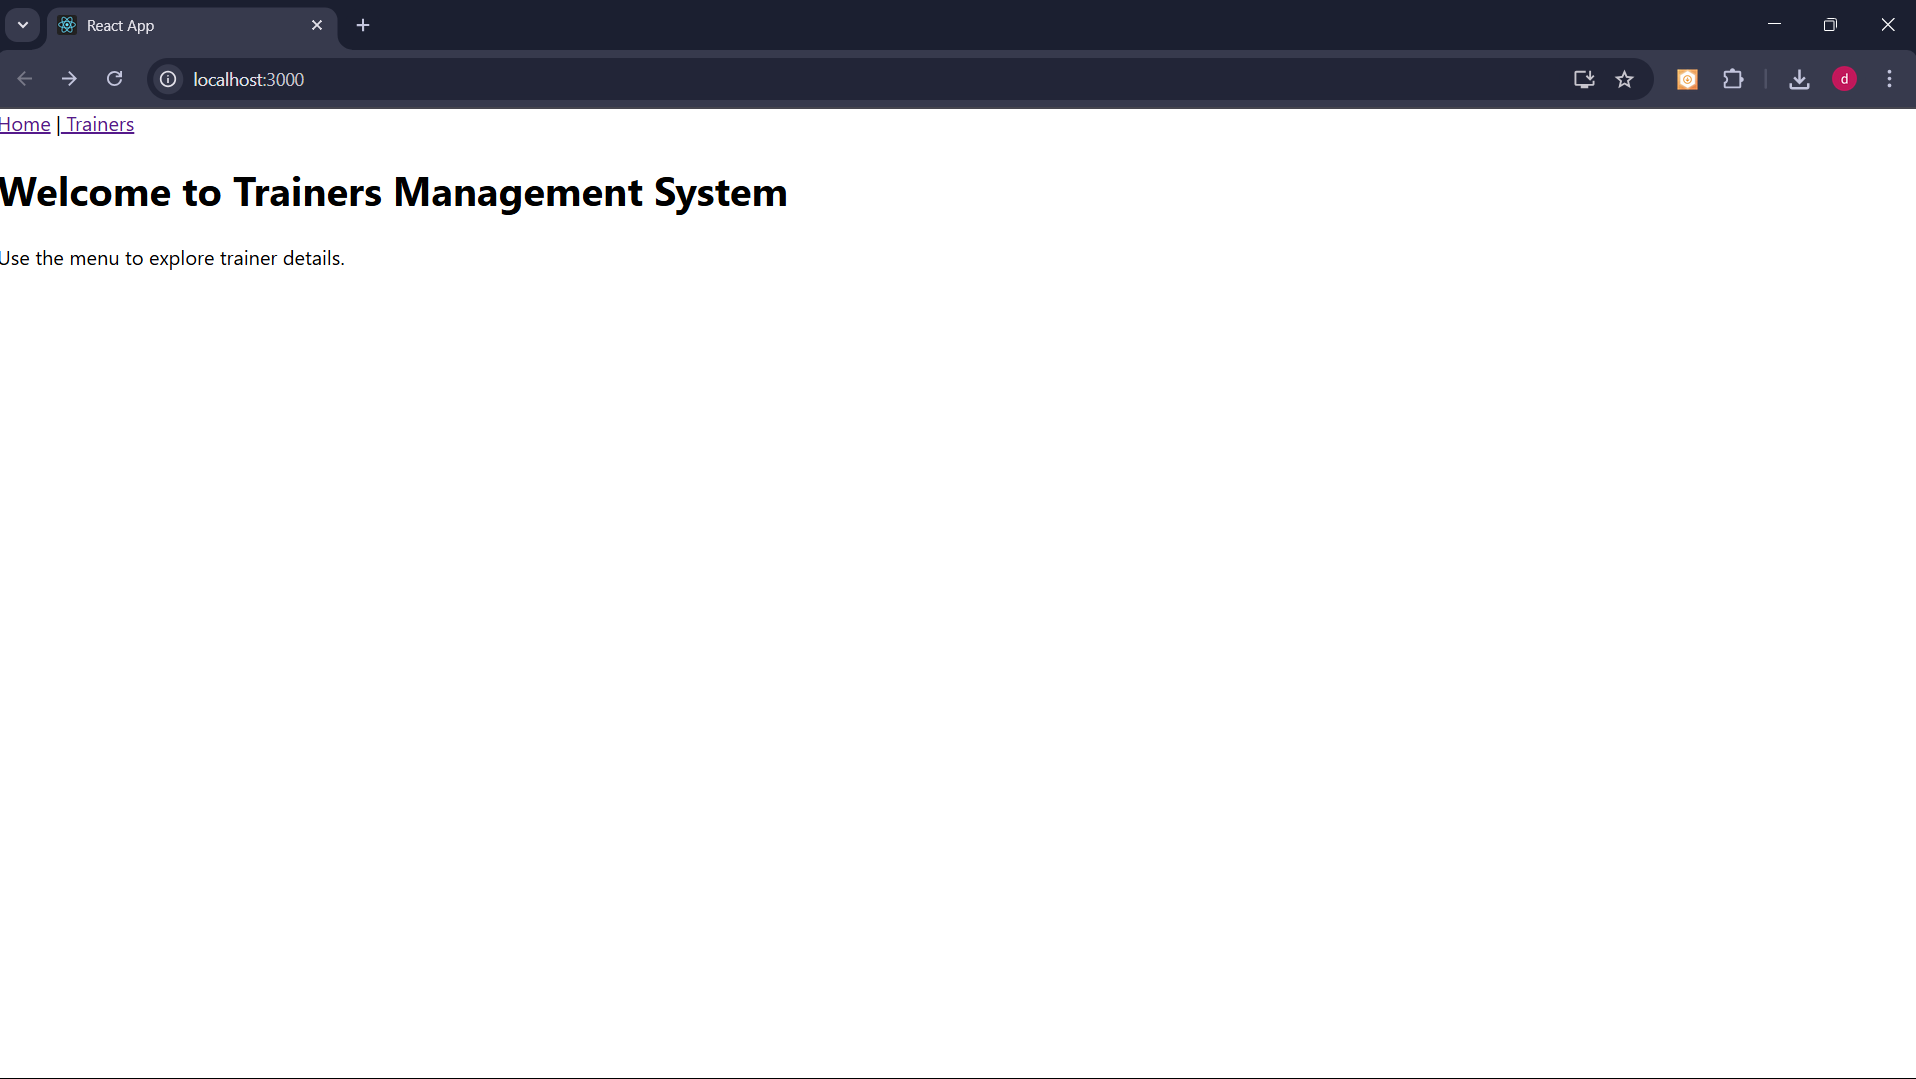 React App
localhost:3000
d
Home | Trainers
Welcome to Trainers Management System
Use the menu to explore trainer details.